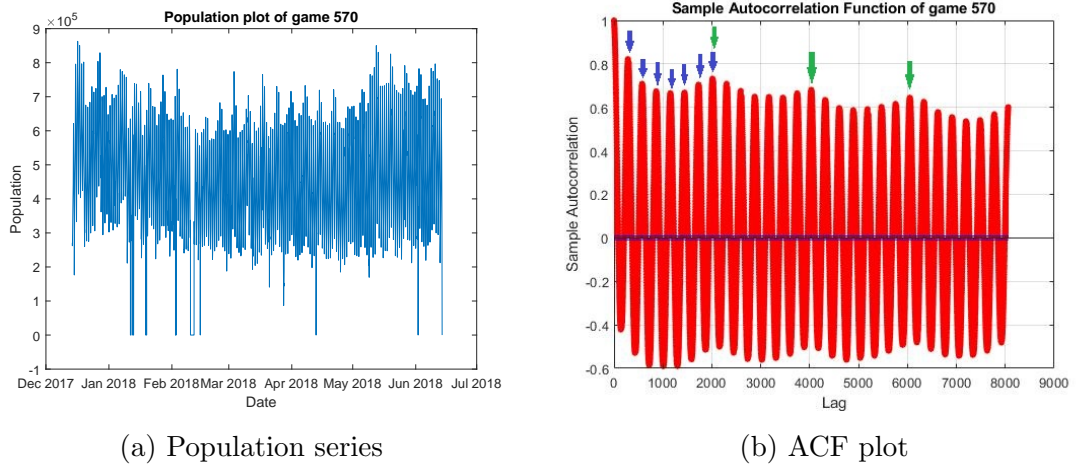 Population plot of game 570
×10⁵
9
8
7
6
5
4
3
2
1
0
-1
Population
Dec 2017 Jan 2018 Feb 2018 Mar 2018 Apr 2018 May 2018 Jun 2018 Jul 2018
Date
(a) Population series
Sample Autocorrelation Function of game 570
1
0.8
0.6
0.4
0.2
0
-0.2
-0.4
-0.6
Sample Autocorrelation
0 1000 2000 3000 4000 5000 6000 7000 8000 9000
Lag
(b) ACF plot